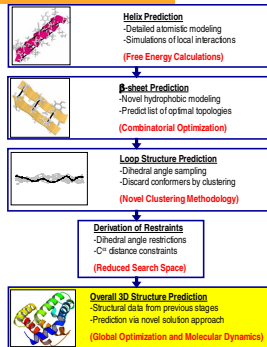 Helix Prediction
-Detailed atomistic modeling
-Simulations of local interactions
(Free Energy Calculations)
β-sheet Prediction
-Novel hydrophobic modeling
-Predict list of optimal topologies
(Combinatorial Optimization)
Loop Structure Prediction
-Dihedral angle sampling
-Discard conformers by clustering
(Novel Clustering Methodology)
Derivation of Restraints
-Dihedral angle restrictions
-Cα distance constraints
(Reduced Search Space)
Overall 3D Structure Prediction
-Structural data from previous stages
-Prediction via novel solution approach
(Global Optimization and Molecular Dynamics)